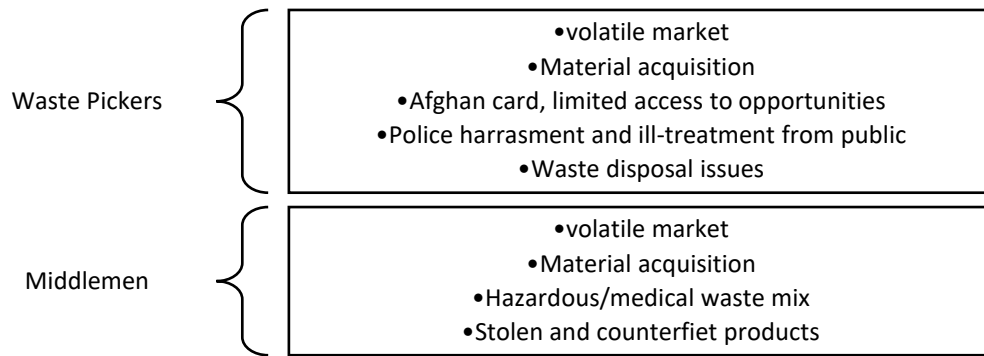 Waste Pickers
•volatile market
•Material acquisition
•Afghan card, limited access to opportunities
•Police harrasment and ill-treatment from public
•Waste disposal issues
Middlemen
•volatile market
•Material acquisition
•Hazardous/medical waste mix
•Stolen and counterfiet products